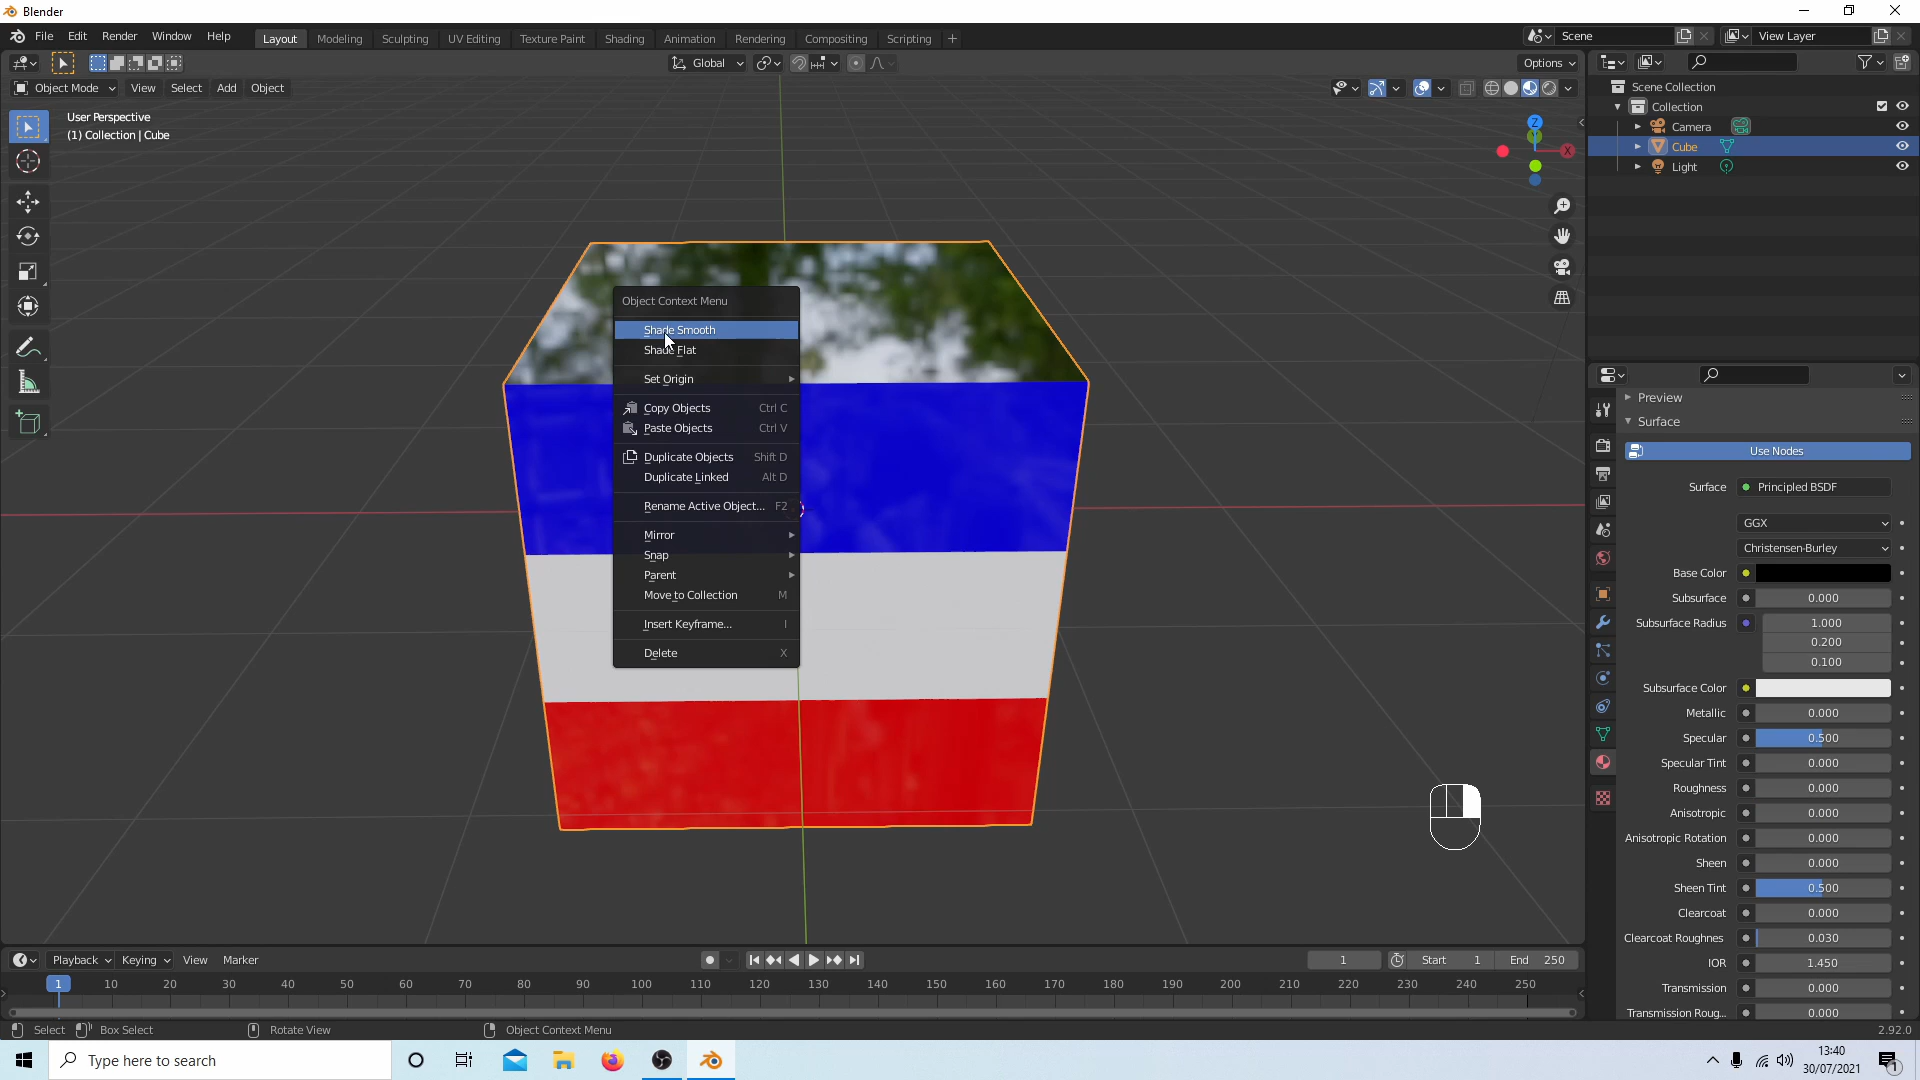 Blender
File Edit Render Window Help Layout Modeling Sculpting UV Editing Texture Paint Shading Animation Rendering Compositing Scripting + Scene View Layer
Global Options
Object Mode View Select Add Object
User Perspective
(1) Collection | Cube
Z
X
Scene Collection
Collection
Camera
Cube
Light
Object Context Menu
Shade Smooth
Shade Flat
Set Origin
Copy Objects Ctrl C
Paste Objects Ctrl V
Duplicate Objects Shift D
Duplicate Linked Alt D
Rename Active Object... F2
Mirror
Snap
Parent
Move to Collection M
Insert Keyframe... I
Delete X
Preview
Surface
Use Nodes
Surface Principled BSDF
GGX
Christensen-Burley
Base Color
Subsurface 0.000
Subsurface Radius 1.000
0.200
0.100
Subsurface Color
Metallic 0.000
Specular 0.500
Specular Tint 0.000
Roughness 0.000
Anisotropic 0.000
Anisotropic Rotation 0.000
Sheen 0.000
Sheen Tint 0.500
Clearcoat 0.000
Clearcoat Roughnes 0.030
IOR 1.450
Transmission 0.000
Transmission Roug... 0.000
Playback Keying View Marker 1 Start 1 End 250
1 10 20 30 40 50 60 70 80 90 100 110 120 130 140 150 160 170 180 190 200 210 220 230 240 250
Select Box Select Rotate View Object Context Menu 2.92.0
Type here to search
13:40
30/07/2021
1